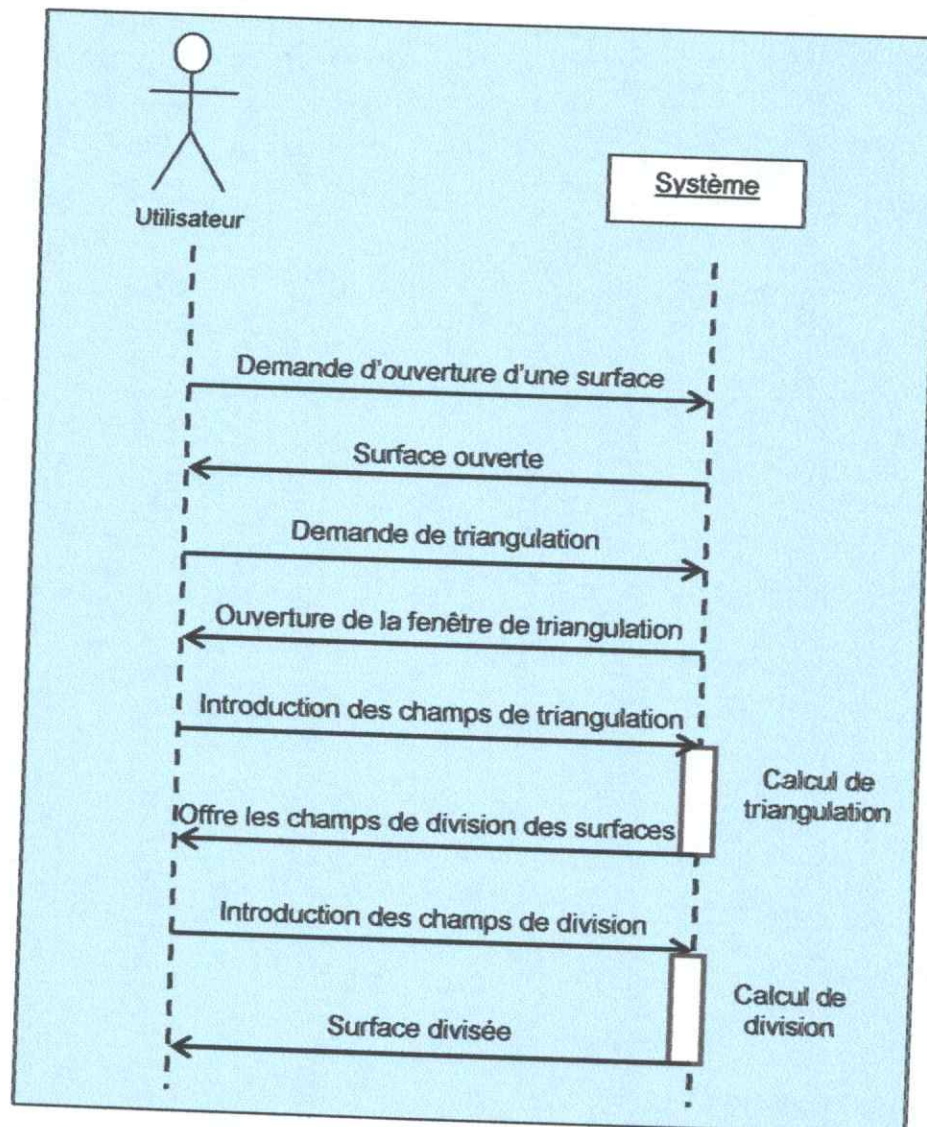 Utilisateur
Système
Demande d'ouverture d'une surface
Surface ouverte
Demande de triangulation
Ouverture de la fenêtre de triangulation
Introduction des champs de triangulation
Calcul de
triangulation
Offre les champs de division des surfaces
Introduction des champs de division
Calcul de
division
Surface divisée